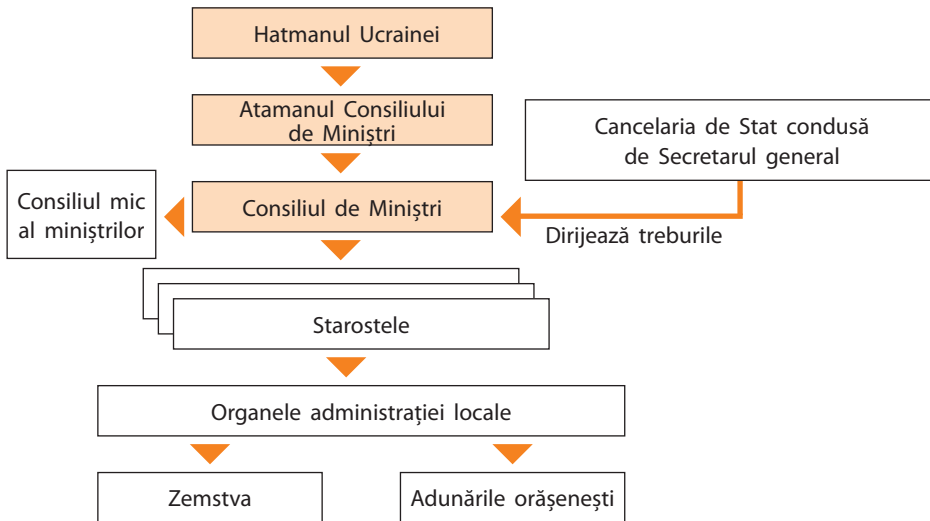 Hatmanul Ucrainei
Atamanul Consiliului
de Miniștri
Cancelaria de Stat condusă
de Secretarul general
Consiliul mic
al miniștrilor
Consiliul de Miniștri
Dirijează treburile
Starostele
Organele administrației locale
Zemstva
Adunările orășenești